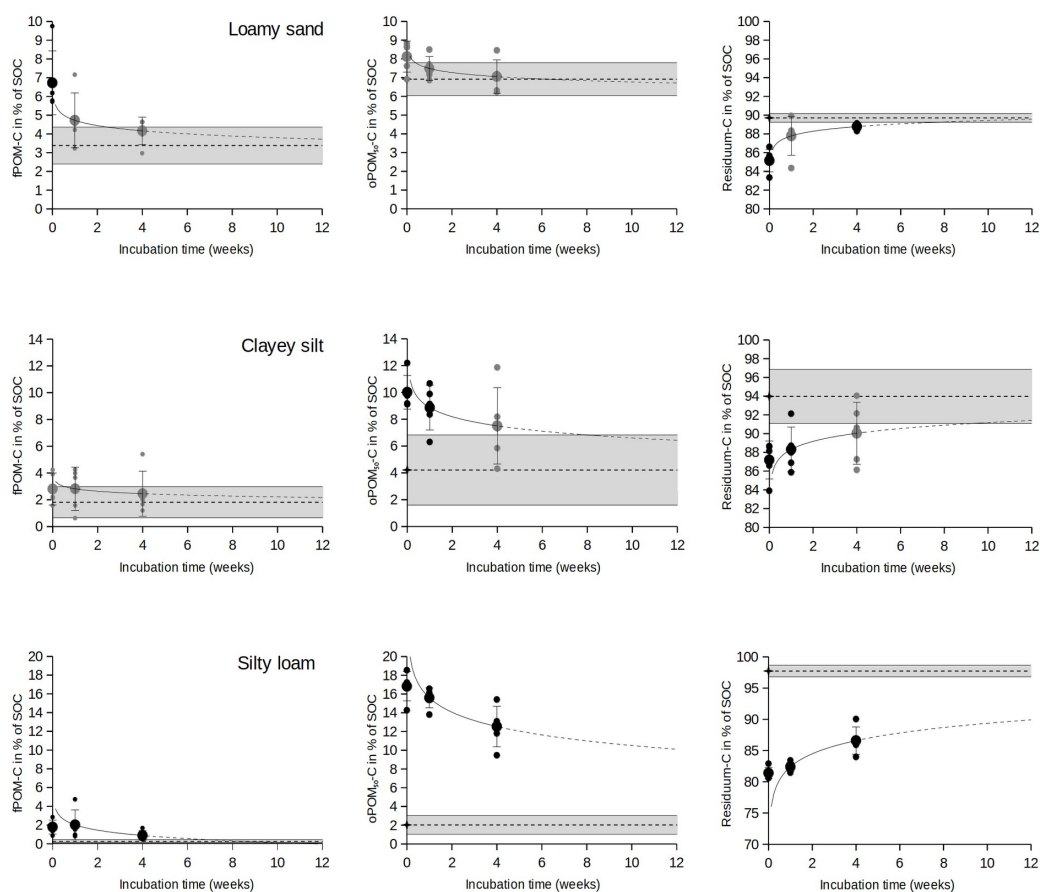 Loamy sand
fPOM-C in % of SOC
10
9
8
7
6
5
4
3
2
1
0
0 2 4 6 8 10 12
Incubation time (weeks)
oPOM50-C in % of SOC
10
9
8
7
6
5
4
3
2
1
0
0 2 4 6 8 10 12
Incubation time (weeks)
Residuum-C in % of SOC
100
98
96
94
92
90
88
86
84
82
80
0 2 4 6 8 10 12
Incubation time (weeks)
Clayey silt
fPOM-C in % of SOC
14
12
10
8
6
4
2
0
0 2 4 6 8 10 12
Incubation time (weeks)
oPOM50-C in % of SOC
14
12
10
8
6
4
2
0
0 2 4 6 8 10 12
Incubation time (weeks)
Residuum-C in % of SOC
100
98
96
94
92
90
88
86
84
82
80
0 2 4 6 8 10 12
Incubation time (weeks)
Silty loam
fPOM-C in % of SOC
20
18
16
14
12
10
8
6
4
2
0
0 2 4 6 8 10 12
Incubation time (weeks)
oPOM50-C in % of SOC
20
18
16
14
12
10
8
6
4
2
0
0 2 4 6 8 10 12
Incubation time (weeks)
Residuum-C in % of SOC
100
95
90
85
80
75
70
0 2 4 6 8 10 12
Incubation time (weeks)